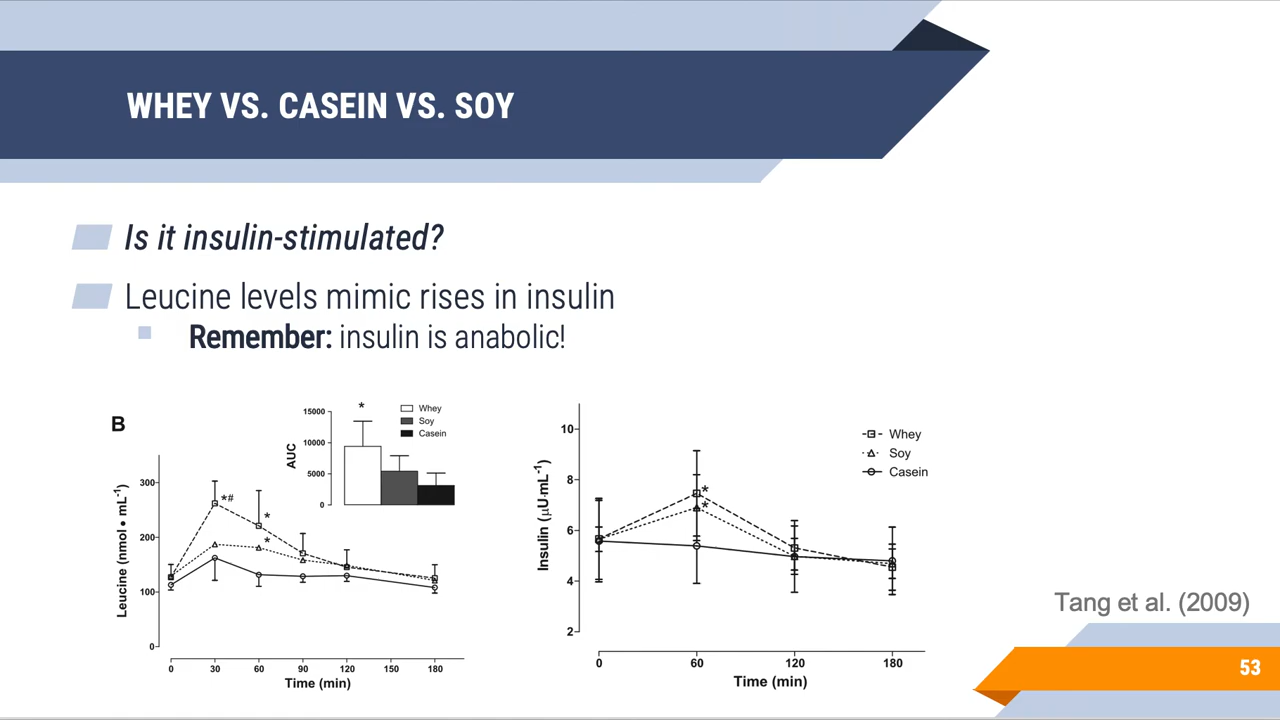 WHEY VS. CASEIN VS. SOY
Is it insulin-stimulated?
Leucine levels mimic rises in insulin
Remember: insulin is anabolic!
B
Leucine (nmol • mL⁻¹)
300
200
100
0
0 30 60 90 120 150 180
Time (min)
*#
*
*
AUC
15000
10000
5000
0
*
Whey
Soy
Casein
Insulin (µU·mL⁻¹)
10
8
6
4
2
0 60 120 180
Time (min)
*
*
Whey
Soy
Casein
Tang et al. (2009)
53